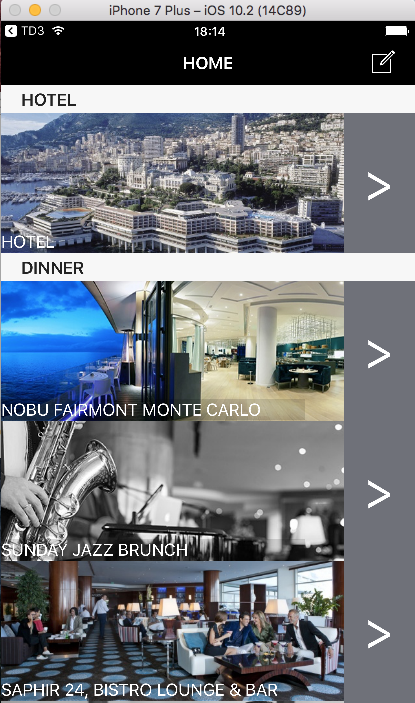 iPhone 7 Plus – iOS 10.2 (14C89)
TD3 18:14
HOME
HOTEL
HOTEL
>
DINNER
>
NOBU FAIRMONT MONTE CARLO
>
SUNDAY JAZZ BRUNCH
>
SAPHIR 24, BISTRO LOUNGE & BAR